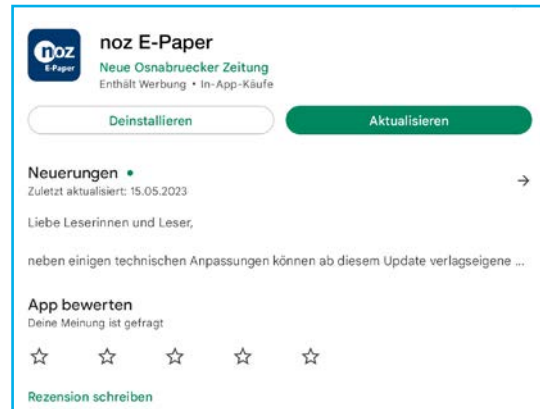 noz
E-Paper
noz E-Paper
Neue Osnabruecker Zeitung
Enthält Werbung • In-App-Käufe
Deinstallieren
Aktualisieren
Neuerungen •
Zuletzt aktualisiert: 15.05.2023
Liebe Leserinnen und Leser,
neben einigen technischen Anpassungen können ab diesem Update verlagseigene ...
App bewerten
Deine Meinung ist gefragt
Rezension schreiben